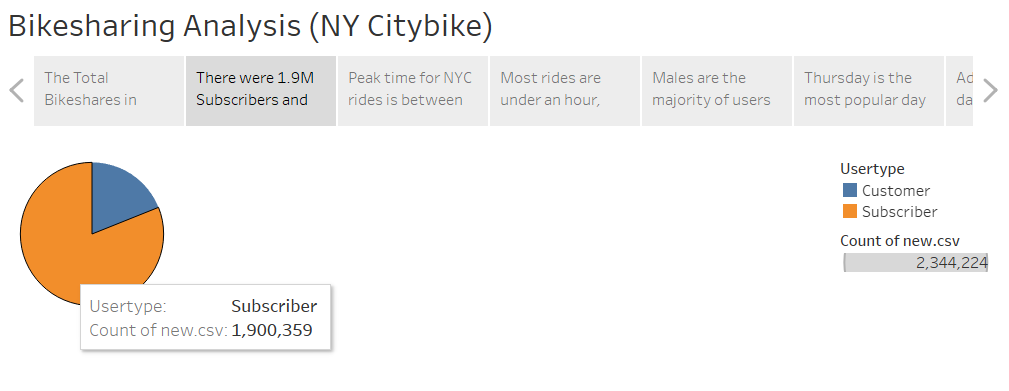 Bikesharing Analysis (NY Citybike)
The Total
Bikeshares in
There were 1.9M
Subscribers and
Peak time for NYC
rides is between
Most rides are
under an hour,
Males are the
majority of users
Thursday is the
most popular day
Ad
da
Usertype
Customer
Subscriber
Count of new.csv
2,344,224
Usertype: Subscriber
Count of new.csv: 1,900,359